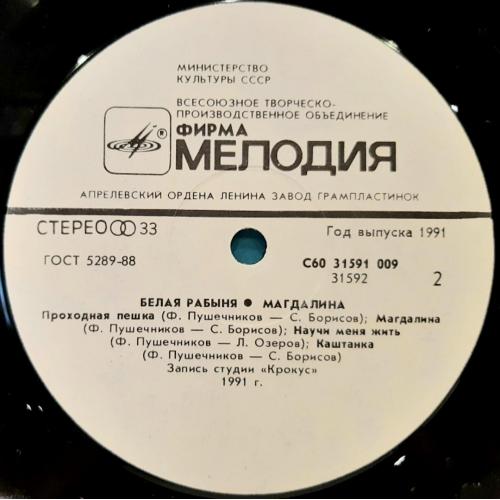 МИНИСТЕРСТВО
КУЛЬТУРЫ СССР
ВСЕСОЮЗНОЕ ТВОРЧЕСКО-
ПРОИЗВОДСТВЕННОЕ ОБЪЕДИНЕНИЕ
®
ФИРМА
МЕЛОДИЯ
АПРЕЛЕВСКИЙ ОРДЕНА ЛЕНИНА ЗАВОД ГРАМПЛАСТИНОК
СТЕРЕО 33
Год выпуска 1991
ГОСТ 5289-88
С60 31591 009
31592
2
БЕЛАЯ РАБЫНЯ ● МАГДАЛИНА
Проходная пешка (Ф. Пушечников — С. Борисов); Магдалина
(Ф. Пушечников — С. Борисов); Научи меня жить
(Ф. Пушечников — Л. Озеров); Каштанка
(Ф. Пушечников — С. Борисов)
Запись студии «Крокус»
1991 г.